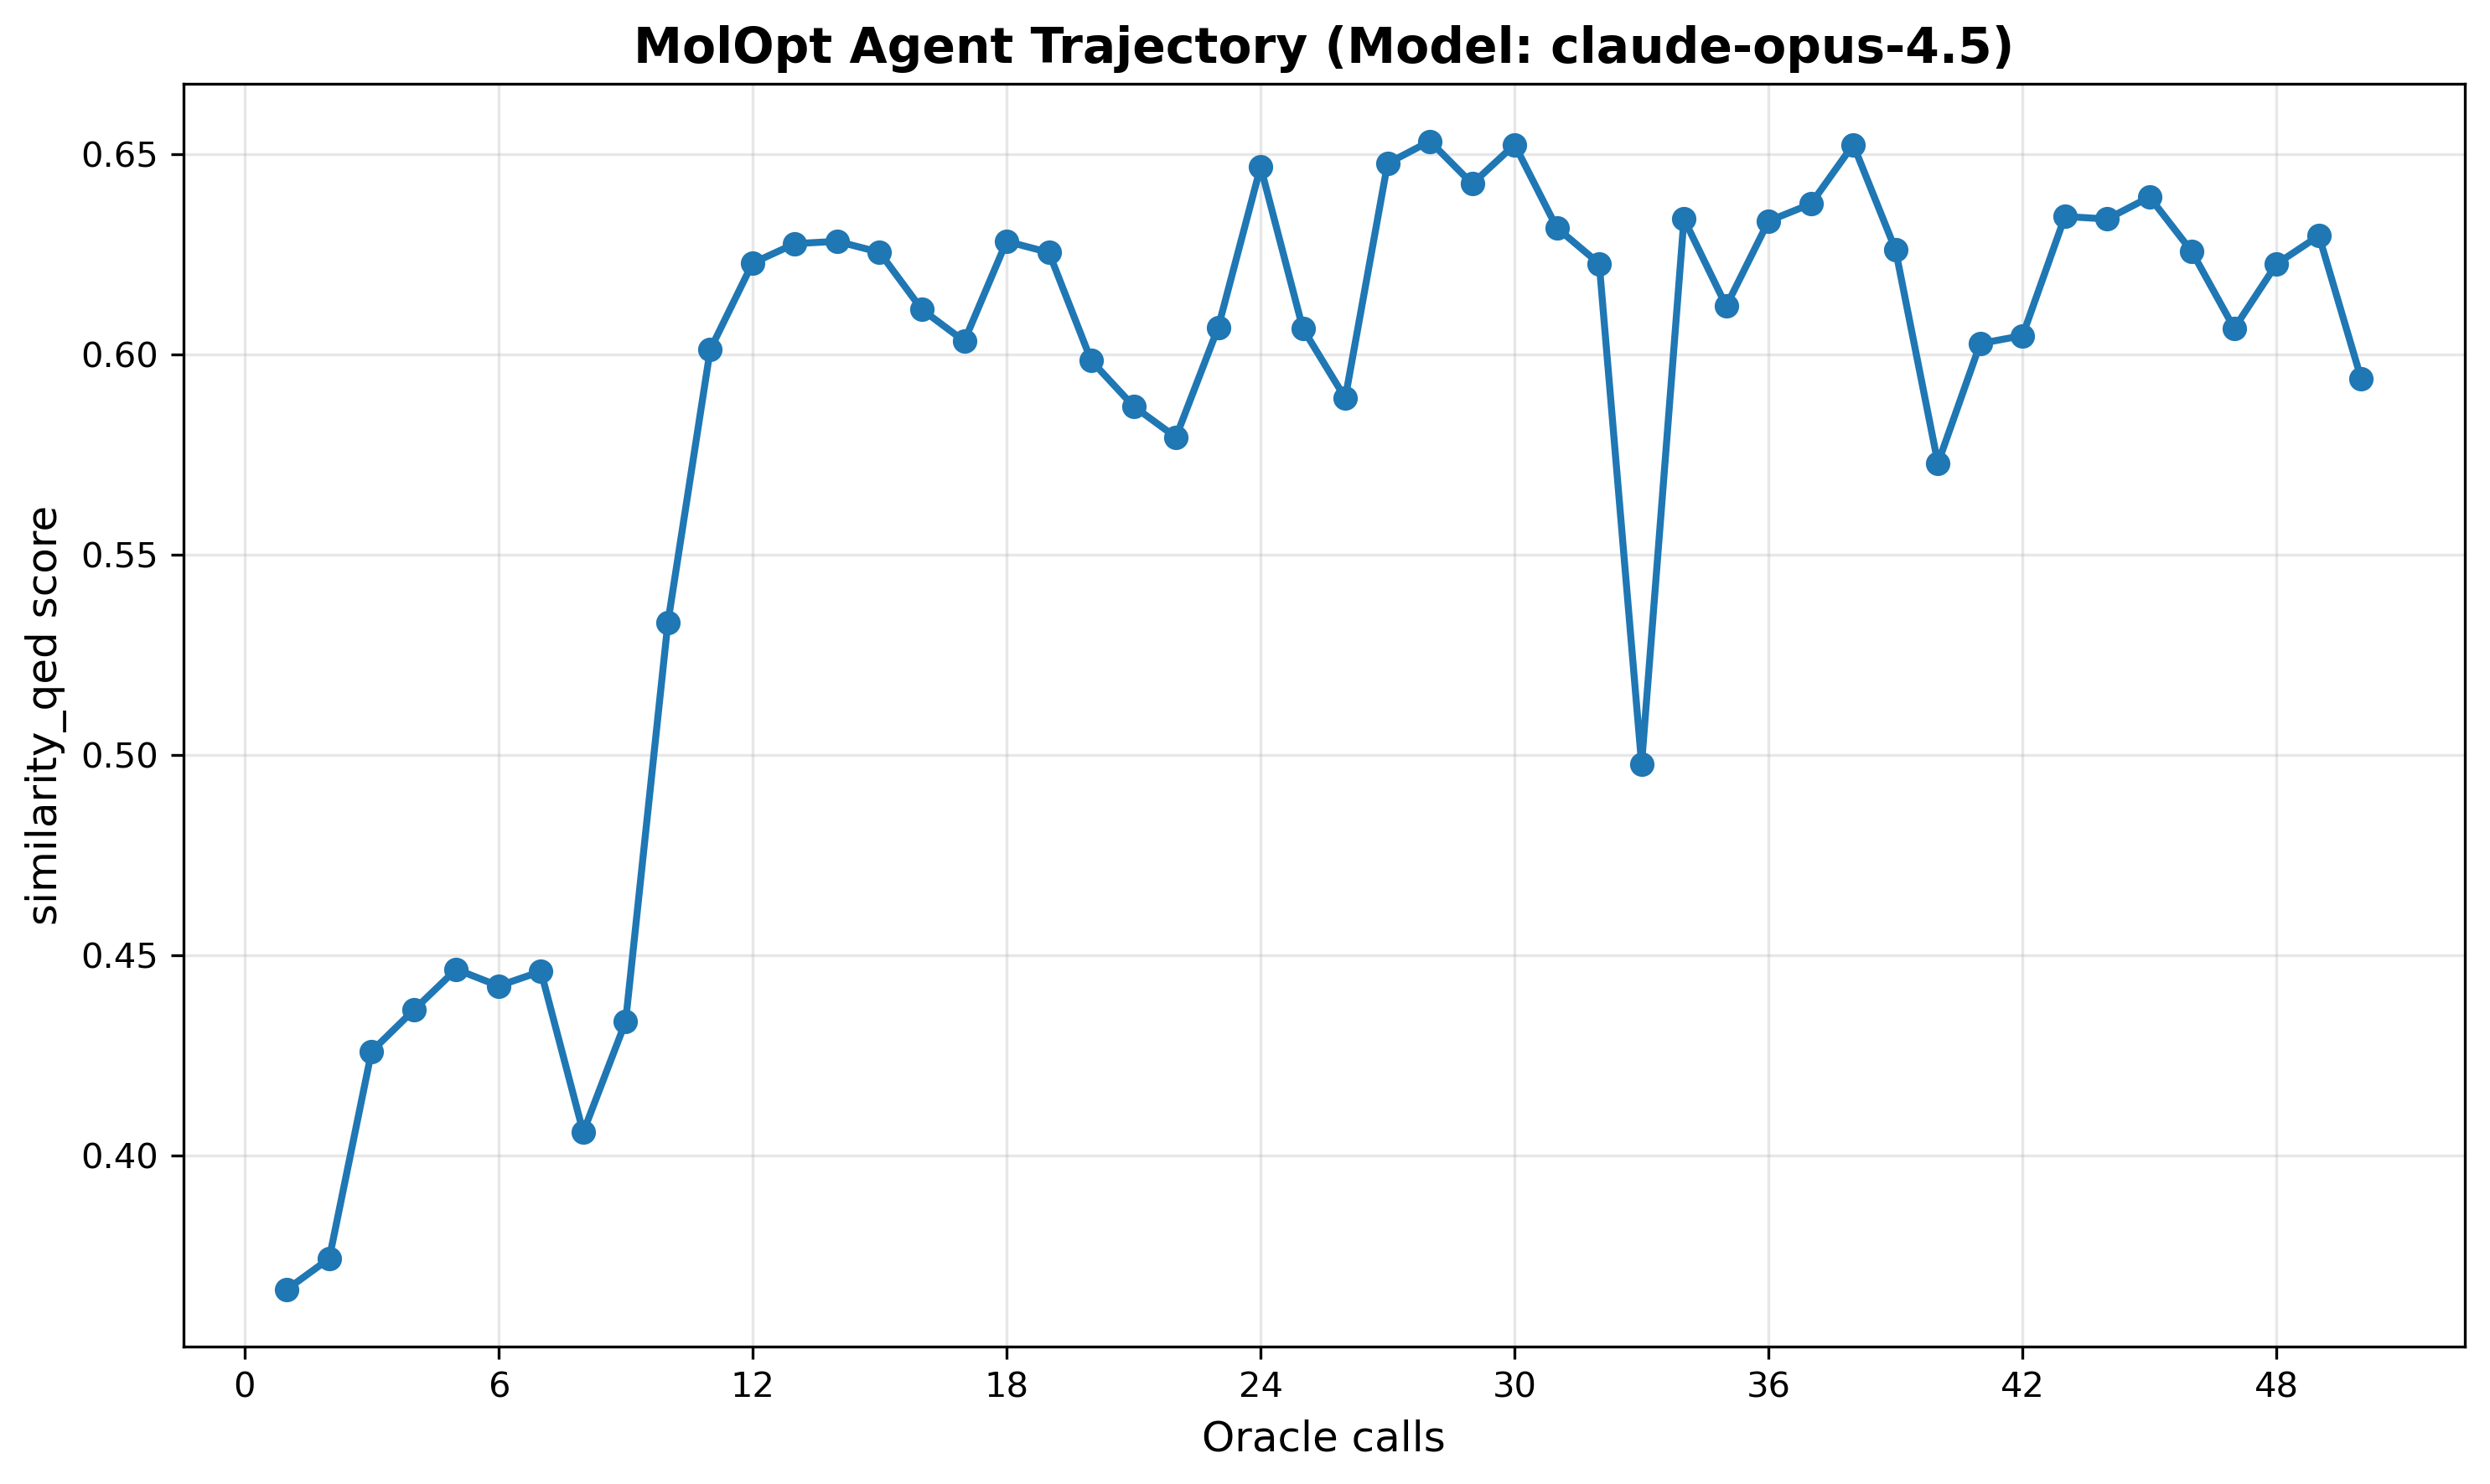 MolOpt Agent Trajectory (Model: claude-opus-4.5)
similarity_qed score
0.65
0.60
0.55
0.50
0.45
0.40
0 6 12 18 24 30 36 42 48
Oracle calls